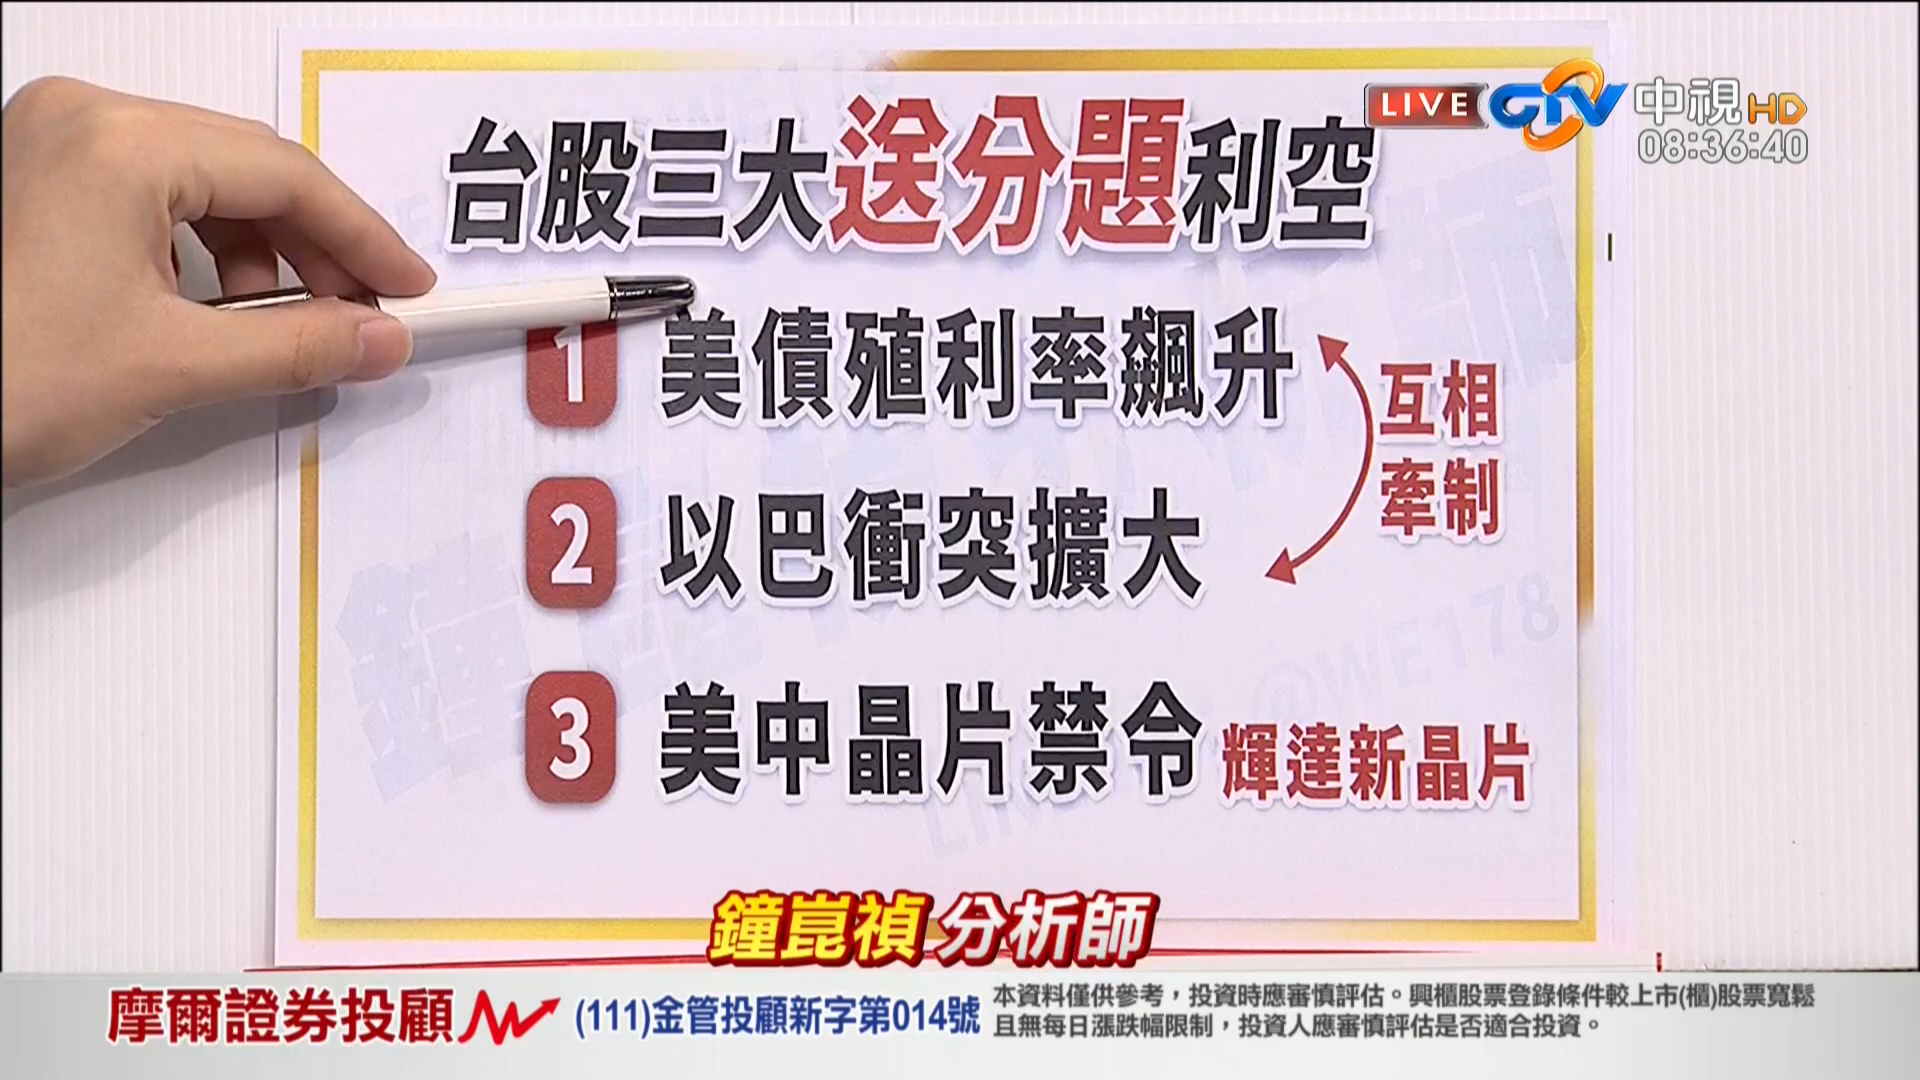 LIVE CTV 中視 HD
08:36:40
台股三大送分題利空
1 美債殖利率飆升
互相
牽制
2 以巴衝突擴大
@WE178
3 美中晶片禁令 輝達新晶片
鐘崑禎 分析師
摩爾證券投顧 (111)金管投顧新字第014號
本資料僅供參考，投資時應審慎評估。興櫃股票登錄條件較上市(櫃)股票寬鬆
且無每日漲跌幅限制，投資人應審慎評估是否適合投資。